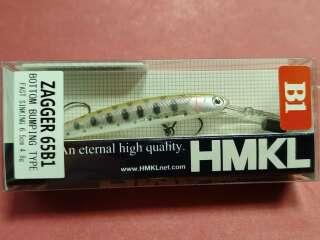 ZAGGER 65B1
BOTTOM BUMPING TYPE
FAST SINKING 6.5cm 4.8g
B1
An eternal high quality.
www.HMKLnet.com
HMKL